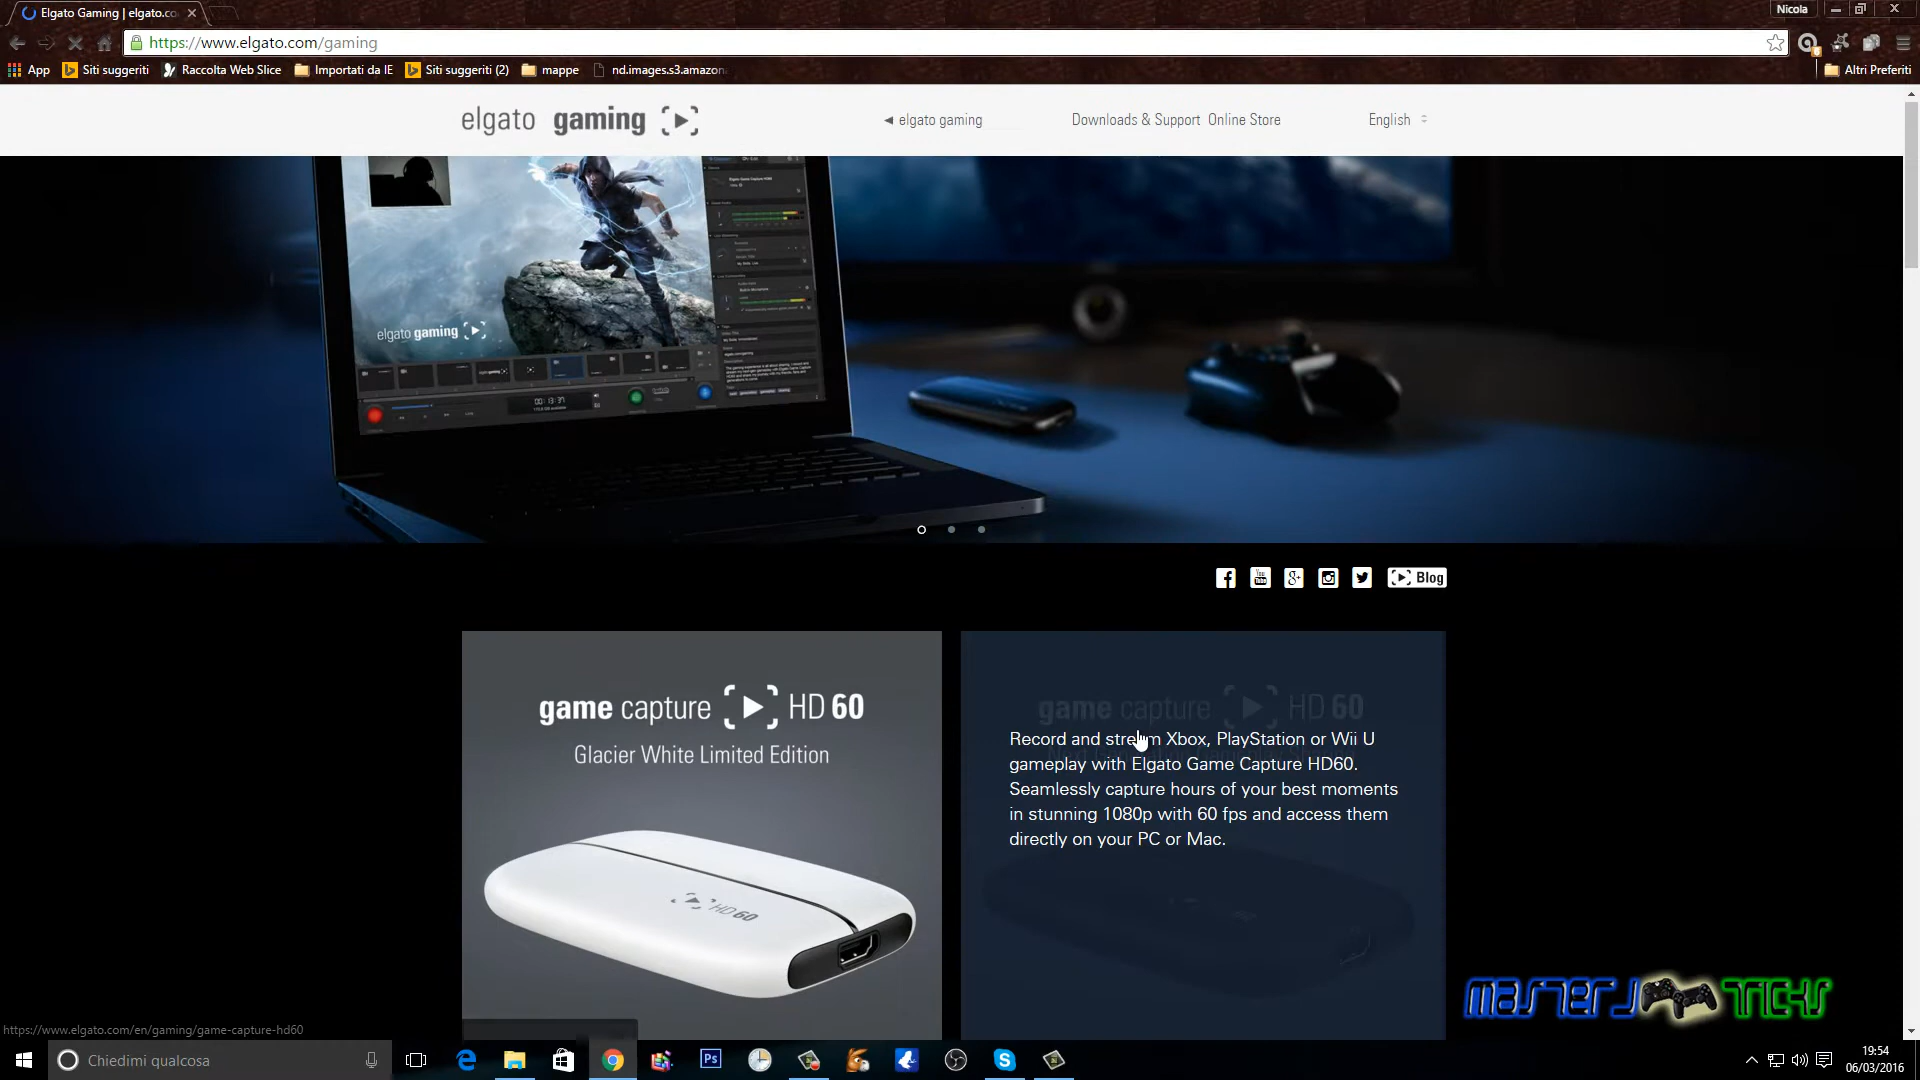 Elgato Gaming | elgato.co
Nicola
https://www.elgato.com/gaming
App
Siti suggeriti
Raccolta Web Slice
Importati da IE
Siti suggeriti (2)
mappe
nd.images.s3.amazon
Altri Preferiti
elgato gaming
◄ elgato gaming
Downloads & Support
Online Store
English
elgato gaming
Blog
game capture HD 60
Glacier White Limited Edition
HD 60
game capture HD 60
Record and stream Xbox, PlayStation or Wii U
gameplay with Elgato Game Capture HD60.
Seamlessly capture hours of your best moments
in stunning 1080p with 60 fps and access them
directly on your PC or Mac.
MASTERJ TICKS
https://www.elgato.com/en/gaming/game-capture-hd60
Chiedimi qualcosa
Ps
19:54
06/03/2016